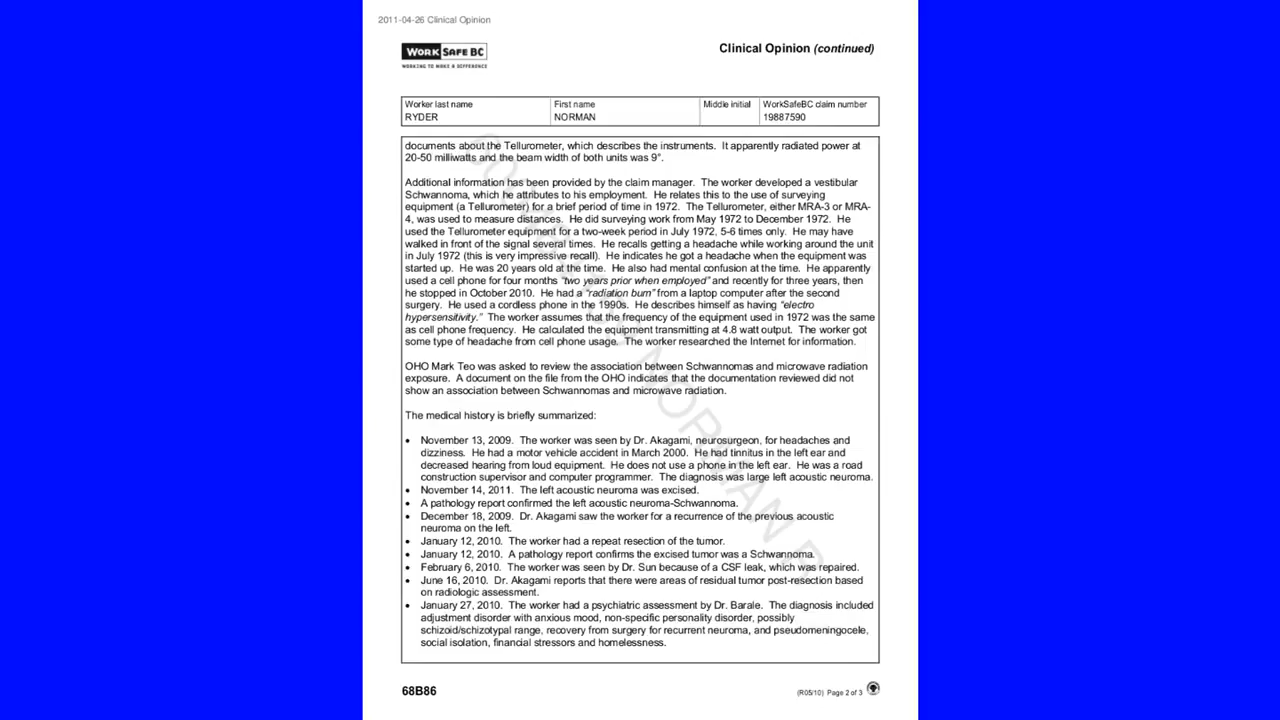 2011-04-26 Clinical Opinion
WORK SAFE BC
WORKING TO MAKE A DIFFERENCE
Clinical Opinion (continued)
Worker last name First name Middle initial WorkSafeBC claim number
RYDER NORMAN 19887590
documents about the Tellurometer, which describes the instruments. It apparently radiated power at
20-50 milliwatts and the beam width of both units was 9°.
Additional information has been provided by the claim manager. The worker developed a vestibular
Schwannoma, which he attributes to his employment. He relates this to the use of surveying
equipment (a Tellurometer) for a brief period of time in 1972. The Tellurometer, either MRA-3 or MRA-
4, was used to measure distances. He did surveying work from May 1972 to December 1972. He
used the Tellurometer equipment for a two-week period in July 1972, 5-6 times only. He may have
walked in front of the signal several times. He recalls getting a headache while working around the unit
in July 1972 (this is very impressive recall). He indicates he got a headache when the equipment was
started up. He was 20 years old at the time. He also had mental confusion at the time. He apparently
used a cell phone for four months "two years prior when employed" and recently for three years, then
he stopped in October 2010. He had a "radiation burn" from a laptop computer after the second
surgery. He used a cordless phone in the 1990s. He describes himself as having "electro
hypersensitivity." The worker assumes that the frequency of the equipment used in 1972 was the same
as cell phone frequency. He calculated the equipment transmitting at 4.8 watt output. The worker got
some type of headache from cell phone usage. The worker researched the Internet for information.
OHO Mark Teo was asked to review the association between Schwannomas and microwave radiation
exposure. A document on the file from the OHO indicates that the documentation reviewed did not
show an association between Schwannomas and microwave radiation.
The medical history is briefly summarized:
• November 13, 2009. The worker was seen by Dr. Akagami, neurosurgeon, for headaches and
dizziness. He had a motor vehicle accident in March 2000. He had tinnitus in the left ear and
decreased hearing from loud equipment. He does not use a phone in the left ear. He was a road
construction supervisor and computer programmer. The diagnosis was large left acoustic neuroma.
• November 14, 2011. The left acoustic neuroma was excised.
• A pathology report confirmed the left acoustic neuroma-Schwannoma.
• December 18, 2009. Dr. Akagami saw the worker for a recurrence of the previous acoustic
neuroma on the left.
• January 12, 2010. The worker had a repeat resection of the tumor.
• January 12, 2010. A pathology report confirms the excised tumor was a Schwannoma.
• February 6, 2010. The worker was seen by Dr. Sun because of a CSF leak, which was repaired.
• June 16, 2010. Dr. Akagami reports that there were areas of residual tumor post-resection based
on radiologic assessment.
• January 27, 2010. The worker had a psychiatric assessment by Dr. Barale. The diagnosis included
adjustment disorder with anxious mood, non-specific personality disorder, possibly
schizoid/schizotypal range, recovery from surgery for recurrent neuroma, and pseudomeningocele,
social isolation, financial stressors and homelessness.
68B86
(R05/10) Page 2 of 3